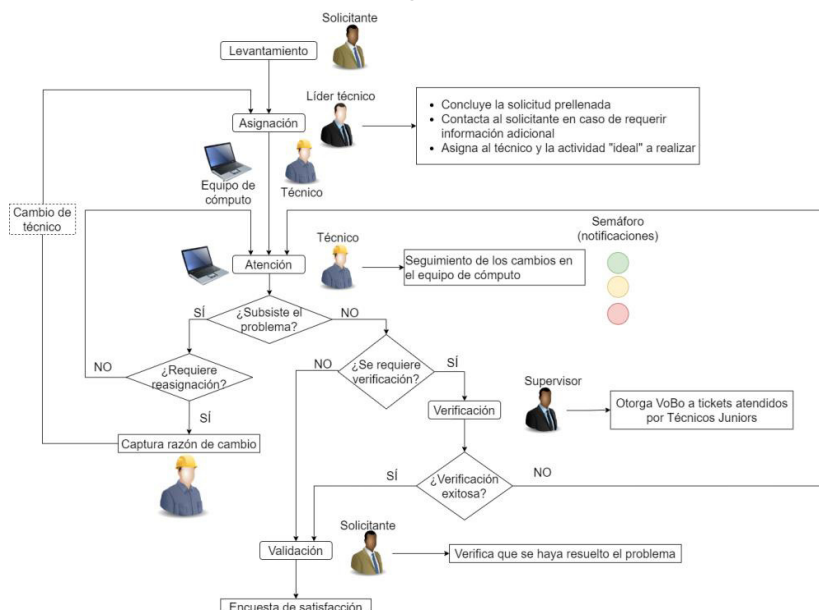 Solicitante
Levantamiento
Líder técnico
Asignación
• Concluye la solicitud prellenada
• Contacta al solicitante en caso de requerir
información adicional
• Asigna al técnico y la actividad "ideal" a realizar
Equipo de
cómputo
Técnico
Cambio de
técnico
Semáforo
(notificaciones)
Técnico
Atención
Seguimiento de los cambios en
el equipo de cómputo
SÍ
¿Subsiste el
problema?
NO
NO
¿Requiere
reasignación?
SÍ
NO
¿Se requiere
verificación?
SÍ
Captura razón de cambio
Verificación
Supervisor
Otorga VoBo a tickets atendidos
por Técnicos Juniors
SÍ
¿Verificación
exitosa?
NO
Solicitante
Validación
Verifica que se haya resuelto el problema
Encuesta de satisfacción